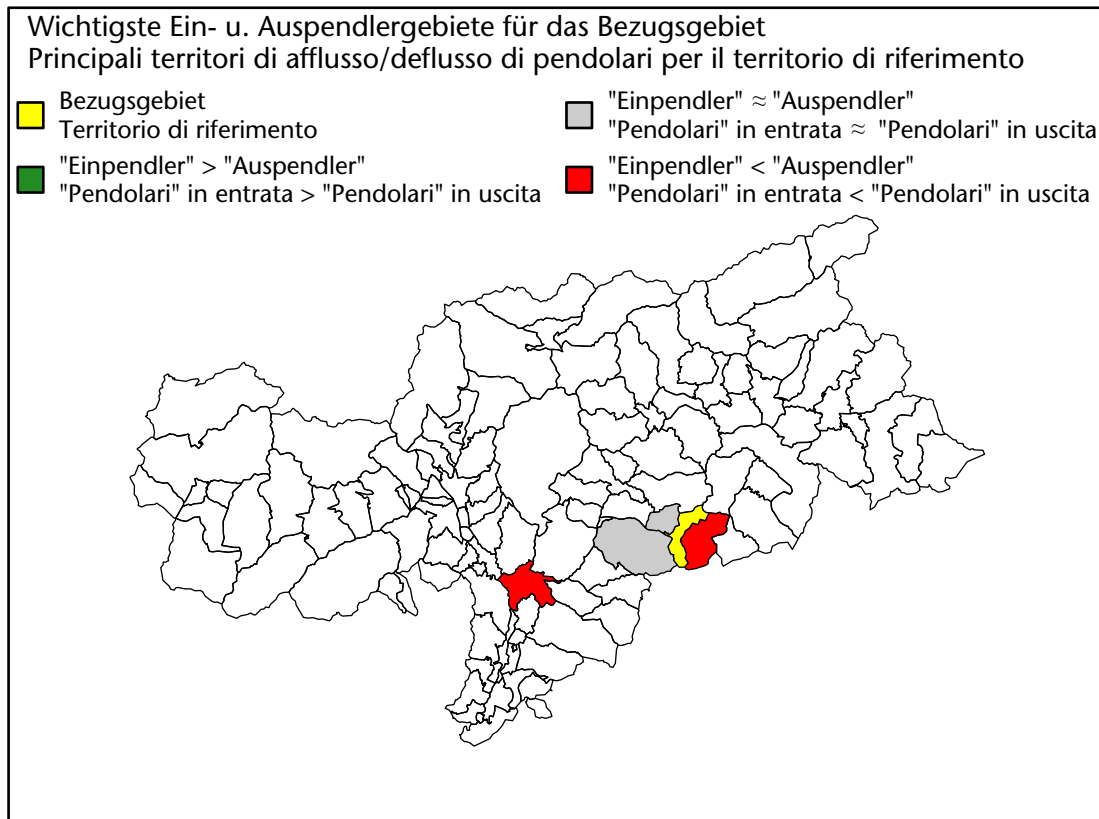 Wichtigste Ein- u. Auspendlergebiete für das Bezugsgebiet
Principali territori di afflusso/deflusso di pendolari per il territorio di riferimento
Bezugsgebiet
Territorio di riferimento
"Einpendler" > "Auspendler"
"Pendolari" in entrata > "Pendolari" in uscita
"Einpendler" ≈ "Auspendler"
"Pendolari" in entrata ≈ "Pendolari" in uscita
"Einpendler" < "Auspendler"
"Pendolari" in entrata < "Pendolari" in uscita